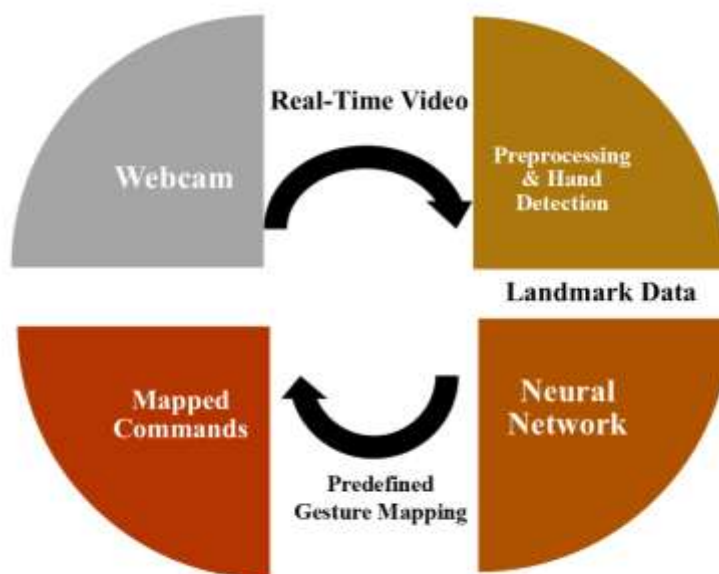 Real-Time Video
Webcam
Preprocessing
& Hand
Detection
Landmark Data
Neural
Network
Mapped
Commands
Predefined
Gesture Mapping